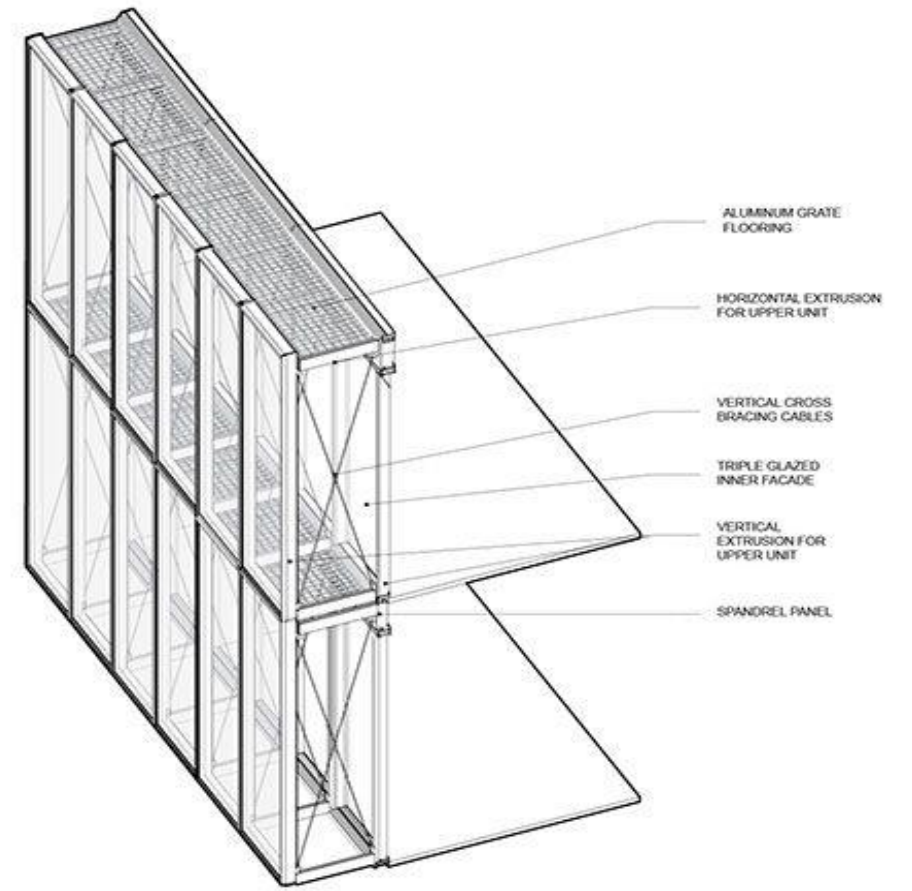 ALUMINUM GRATE
FLOORING
HORIZONTAL EXTRUSION
FOR UPPER UNIT
VERTICAL CROSS
BRACING CABLES
TRIPLE GLAZED
INNER FACADE
VERTICAL
EXTRUSION FOR
UPPER UNIT
SPANDREL PANEL